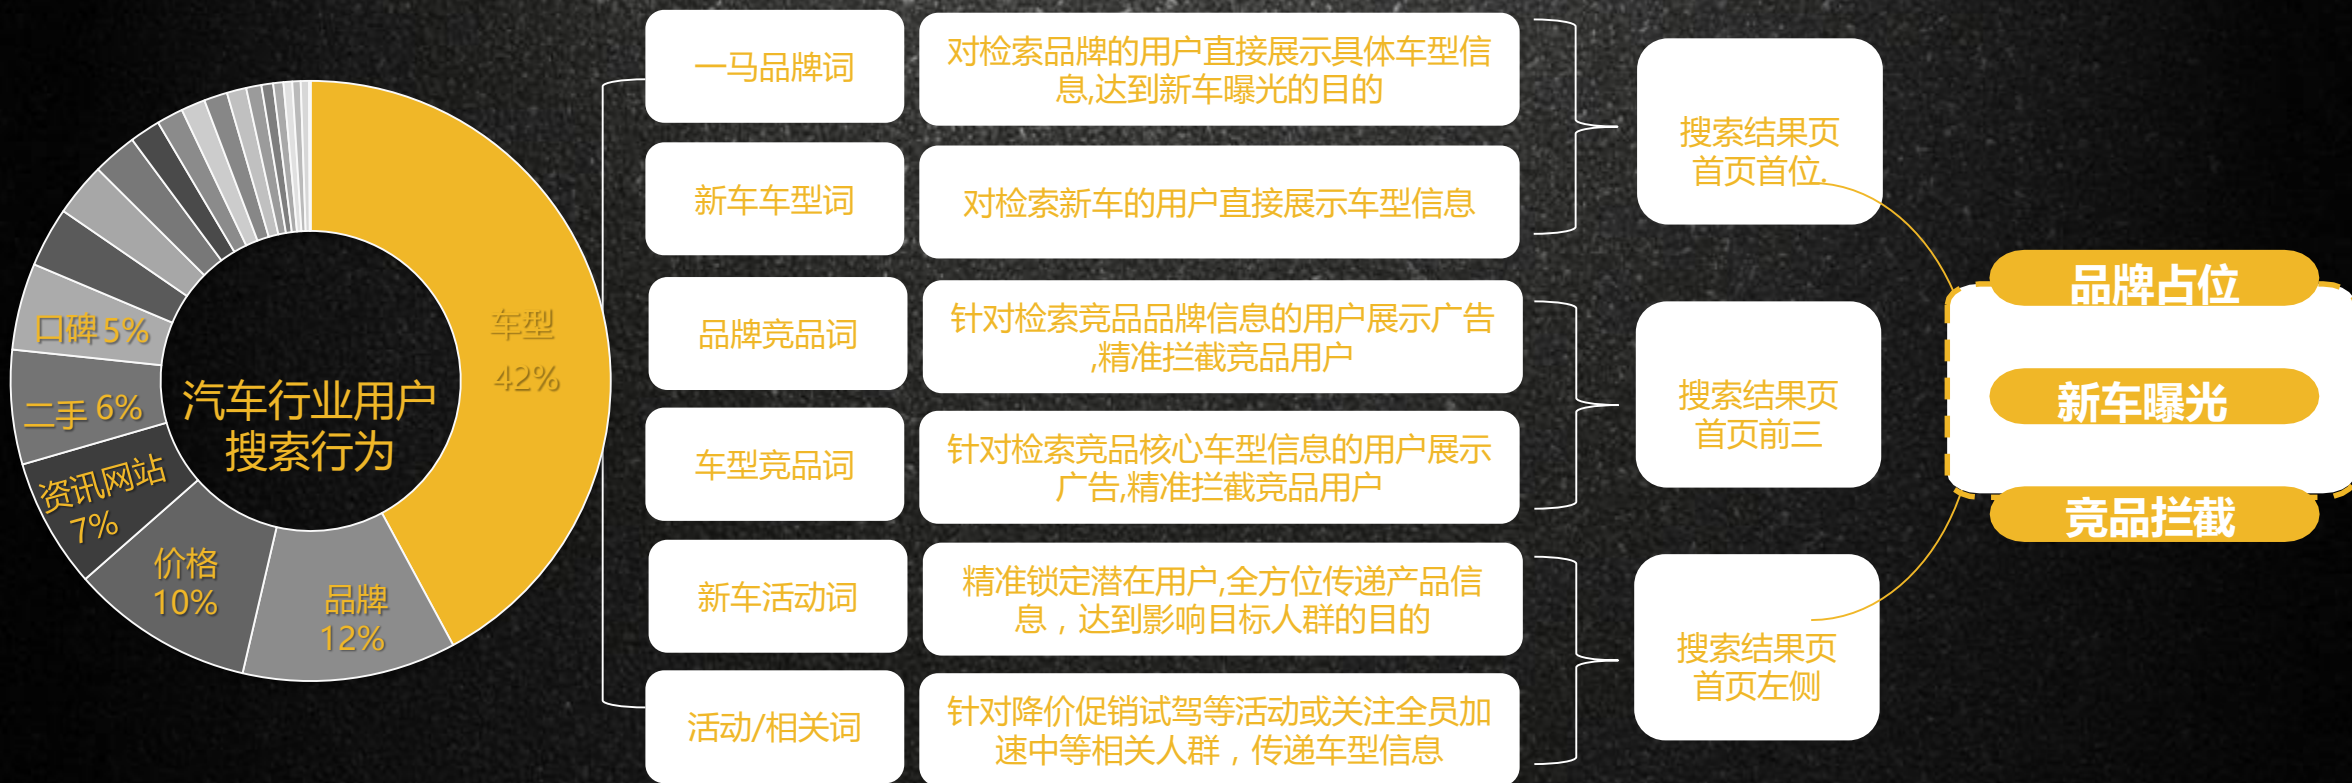 汽车行业用户
搜索行为
车型
42%
品牌
12%
价格
10%
资讯网站
7%
二手 6%
口碑 5%
一马品牌词
对检索品牌的用户直接展示具体车型信
息,达到新车曝光的目的
新车车型词
对检索新车的用户直接展示车型信息
品牌竞品词
针对检索竞品品牌信息的用户展示广告
,精准拦截竞品用户
车型竞品词
针对检索竞品核心车型信息的用户展示
广告,精准拦截竞品用户
新车活动词
精准锁定潜在用户,全方位传递产品信
息，达到影响目标人群的目的
活动/相关词
针对降价促销试驾等活动或关注全员加
速中等相关人群，传递车型信息
搜索结果页
首页首位.
搜索结果页
首页前三
搜索结果页
首页左侧
品牌占位
新车曝光
竞品拦截